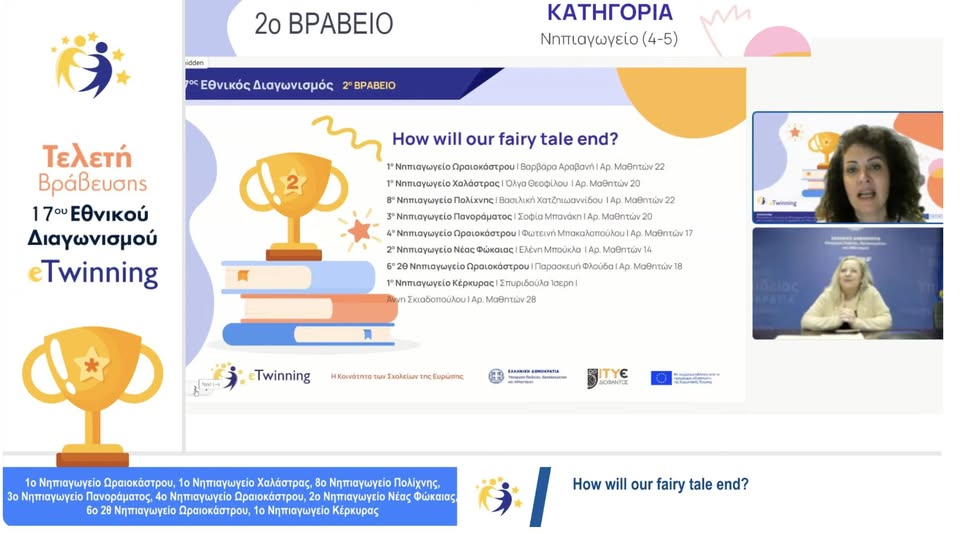 2ο ΒΡΑΒΕΙΟ
ΚΑΤΗΓΟΡΙΑ
Νηπιαγωγείο (4-5)
Τελετή
Βράβευσης
17ου Εθνικού
Διαγωνισμού
eTwinning
7ος Εθνικός Διαγωνισμός 2ο ΒΡΑΒΕΙΟ
How will our fairy tale end?
1ο Νηπιαγωγείο Ωραιοκάστρου | Βαρβάρα Αραβανή | Αρ. Μαθητών 22
1ο Νηπιαγωγείο Χαλάστρας | Όλγα Θεοφίλου | Αρ. Μαθητών 20
8ο Νηπιαγωγείο Πολίχνης | Βασιλική Χατζηιωαννίδου | Αρ. Μαθητών 22
3ο Νηπιαγωγείο Πανοράματος | Σοφία Μπανάκη | Αρ. Μαθητών 20
4ο Νηπιαγωγείο Ωραιοκάστρου | Φωτεινή Μπακαλοπούλου | Αρ. Μαθητών 17
2ο Νηπιαγωγείο Νέας Φώκαιας | Ελένη Μπούκλα | Αρ. Μαθητών 14
6ο 2Θ Νηπιαγωγείο Ωραιοκάστρου | Παρασκευή Φλούδα | Αρ. Μαθητών 18
1ο Νηπιαγωγείο Κέρκυρας | Σπυριδούλα Ίσερη |
Άννη Σκαδοπούλου | Αρ. Μαθητών 28
2
eTwinning
Η Κοινότητα των Σχολείων της Ευρώπης
ΕΛΛΗΝΙΚΗ ΔΗΜΟΚΡΑΤΙΑ
ΙΤΥΕ
ΔΙΟΦΑΝΤΟΣ
eTwinning
1ο Νηπιαγωγείο Ωραιοκάστρου, 1ο Νηπιαγωγείο Χαλάστρας, 8ο Νηπιαγωγείο Πολίχνης,
3ο Νηπιαγωγείο Πανοράματος, 4ο Νηπιαγωγείο Ωραιοκάστρου, 2ο Νηπιαγωγείο Νέας Φώκαιας,
6ο 2θ Νηπιαγωγείο Ωραιοκάστρου, 1ο Νηπιαγωγείο Κέρκυρας
How will our fairy tale end?